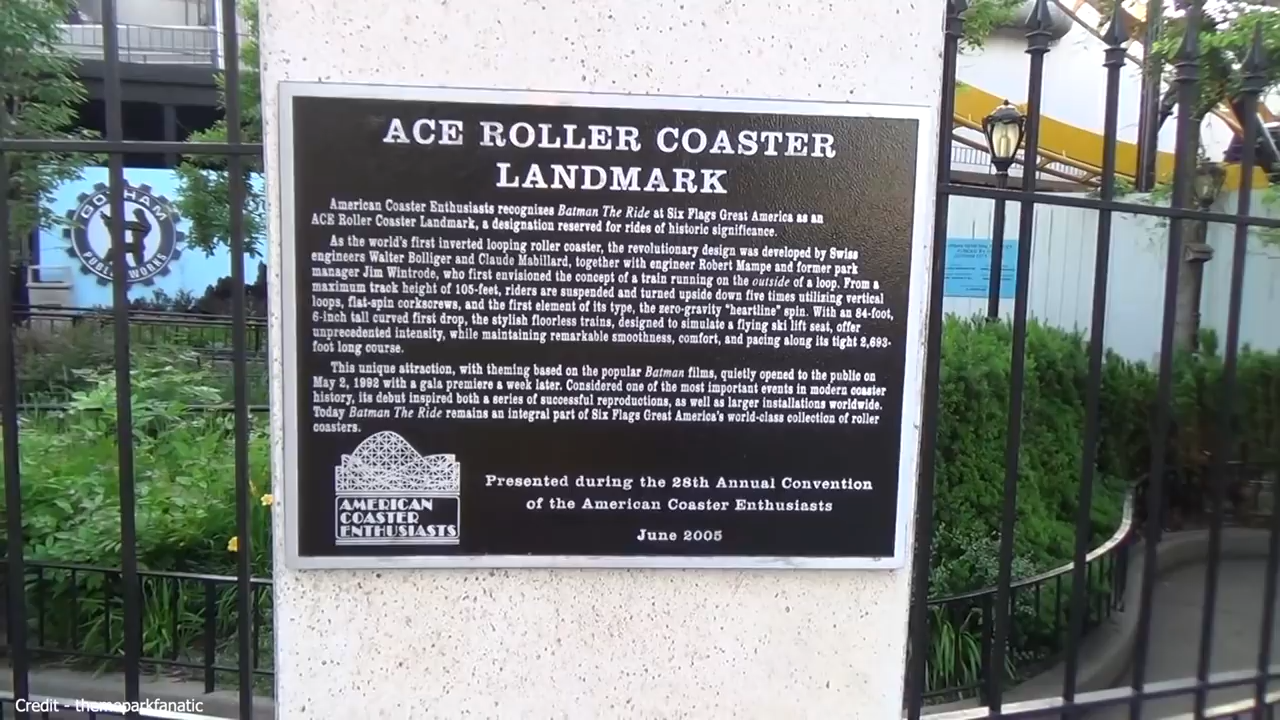 ACE ROLLER COASTER
LANDMARK
American Coaster Enthusiasts recognizes Batman The Ride at Six Flags Great America as an
ACE Roller Coaster Landmark, a designation reserved for rides of historic significance.
As the world's first inverted looping roller coaster, the revolutionary design was developed by Swiss
engineers Walter Bolliger and Claude Mabillard, together with engineer Robert Mampe and former park
manager Jim Wintrode, who first envisioned the concept of a train running on the outside of a loop. From a
maximum track height of 105-feet, riders are suspended and turned upside down five times utilizing vertical
loops, flat-spin corkscrews, and the first element of its type, the zero-gravity "heartline" spin. With an 84-foot,
6-inch tall curved first drop, the stylish floorless trains, designed to simulate a flying ski lift seat, offer
unprecedented intensity, while maintaining remarkable smoothness, comfort, and pacing along its tight 2,693-
foot long course.
This unique attraction, with theming based on the popular Batman films, quietly opened to the public on
May 2, 1992 with a gala premiere a week later. Considered one of the most important events in modern coaster
history, its debut inspired both a series of successful reproductions, as well as larger installations worldwide.
Today Batman The Ride remains an integral part of Six Flags Great America's world-class collection of roller
coasters.
AMERICAN
COASTER
ENTHUSIASTS
Presented during the 28th Annual Convention
of the American Coaster Enthusiasts
June 2005
GOTHAM
PUBLIC WORKS
Credit - themeparkfanatic